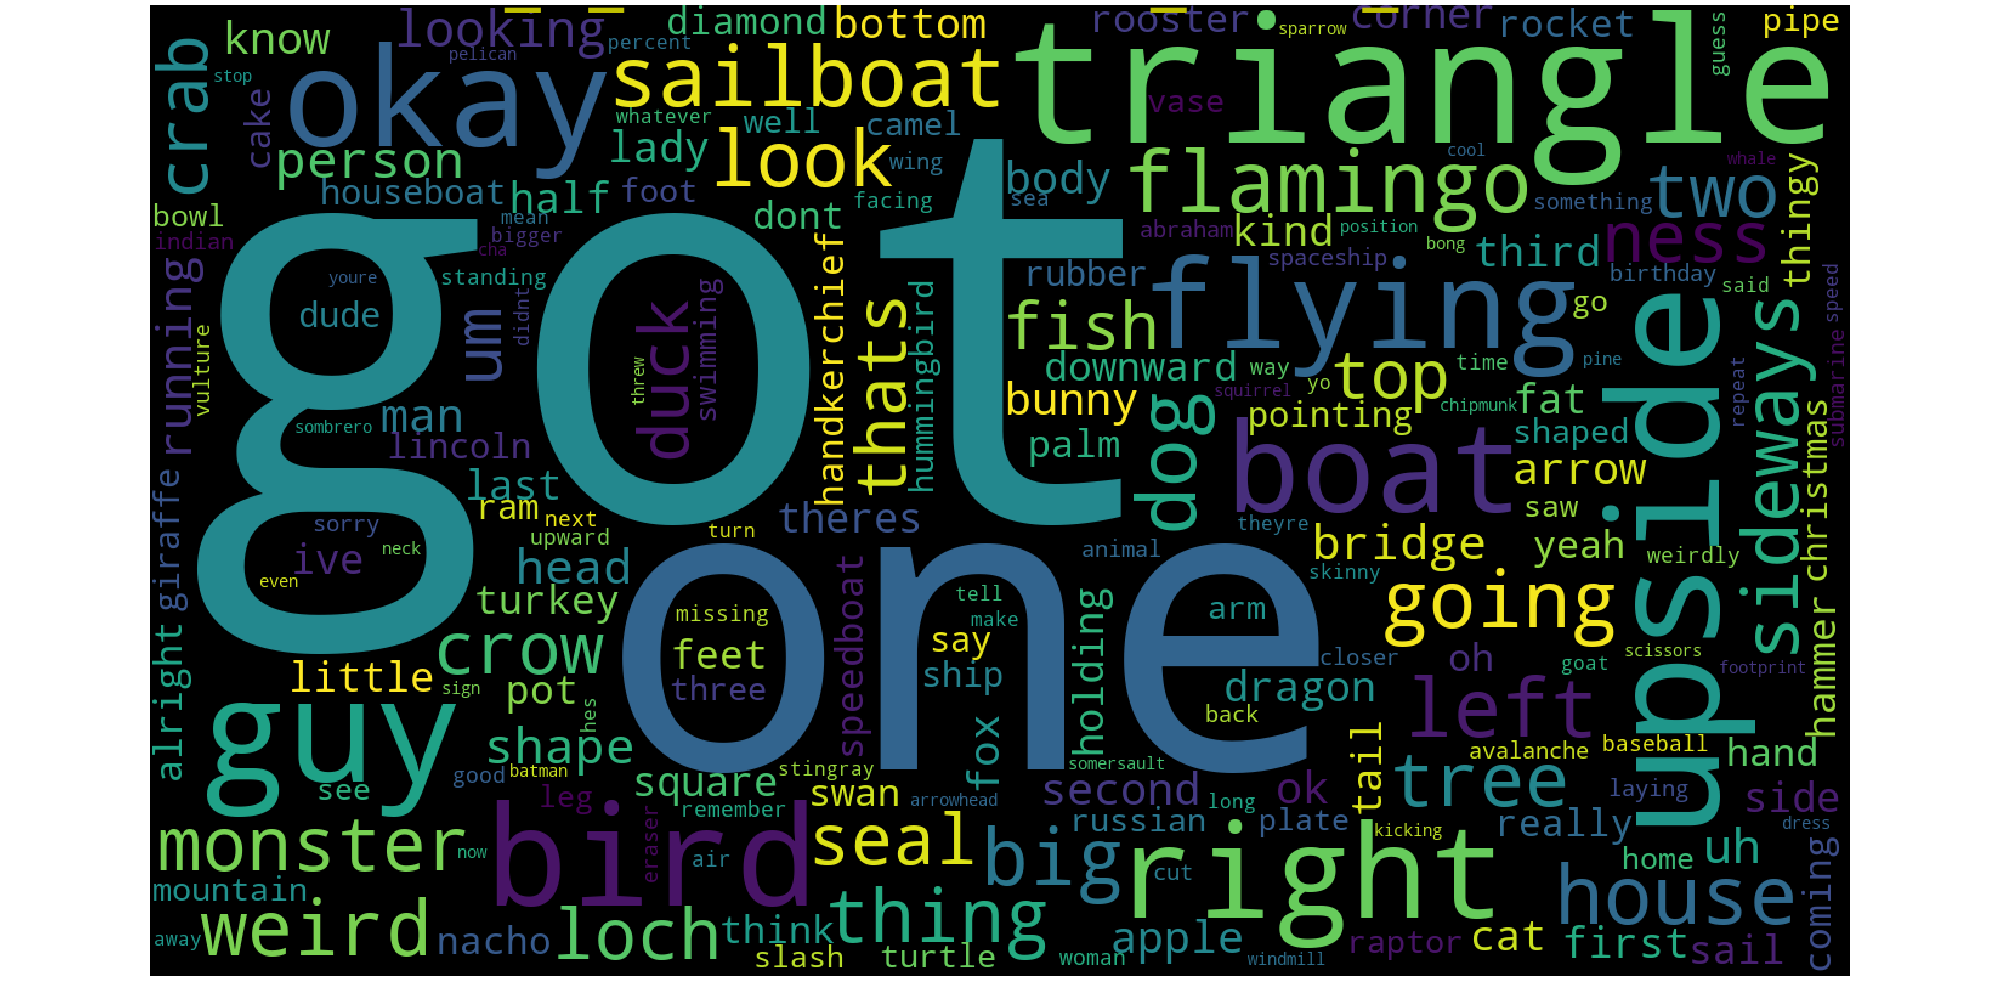 know
looking
diamond
bottom
rooster
sparrow
corner
rocket
guess
pipe
crab
stop
okay
pelican
percent
sailboat
triangle
cake
whatever
well
camel
vase
person
lady
look
wing
body
flamingo
cool
whale
two
thingy
houseboat
half
foot
dont
facing
sea
something
bowl
mean
abraham
kind
position
ness
indian
cha
bigger
bong
third
running
youre
standing
rubber
spaceship
birthday
said
speed
dude
got
um
didnt
duck
swimming
handkerchief
thats
hummingbird
fish
flying
go
upside
sideways
vulture
threw
downward
way
time
pine
submarine
man
bunny
squirrel
yo
top
chipmunk
fat
repeat
sombrero
lincoln
palm
dog
pointing
shaped
christmas
last
boat
arrow
giraffe
ram
next
theres
theyre
saw
sorry
upward
turn
bridge
yeah
weirdly
ive
neck
head
animal
even
one
skinny
going
turkey
missing
speedboat
tell
make
holding
arm
crow
feet
say
closer
oh
goat
scissors
footprint
hammer
alright
little
sign
pot
three
ship
dragon
left
guy
hes
back
shape
fox
tail
avalanche
baseball
hand
good
batman
square
stingray
somersault
see
leg
swan
arrowhead
second
long
ok
tree
laying
side
remember
russian
plate
kicking
really
dress
monster
now
bird
eraser
air
seal
big
cut
right
home
uh
mountain
house
coming
away
weird
nacho
loch
think
thing
apple
raptor
cat
first
sail
slash
turtle
woman
windmill